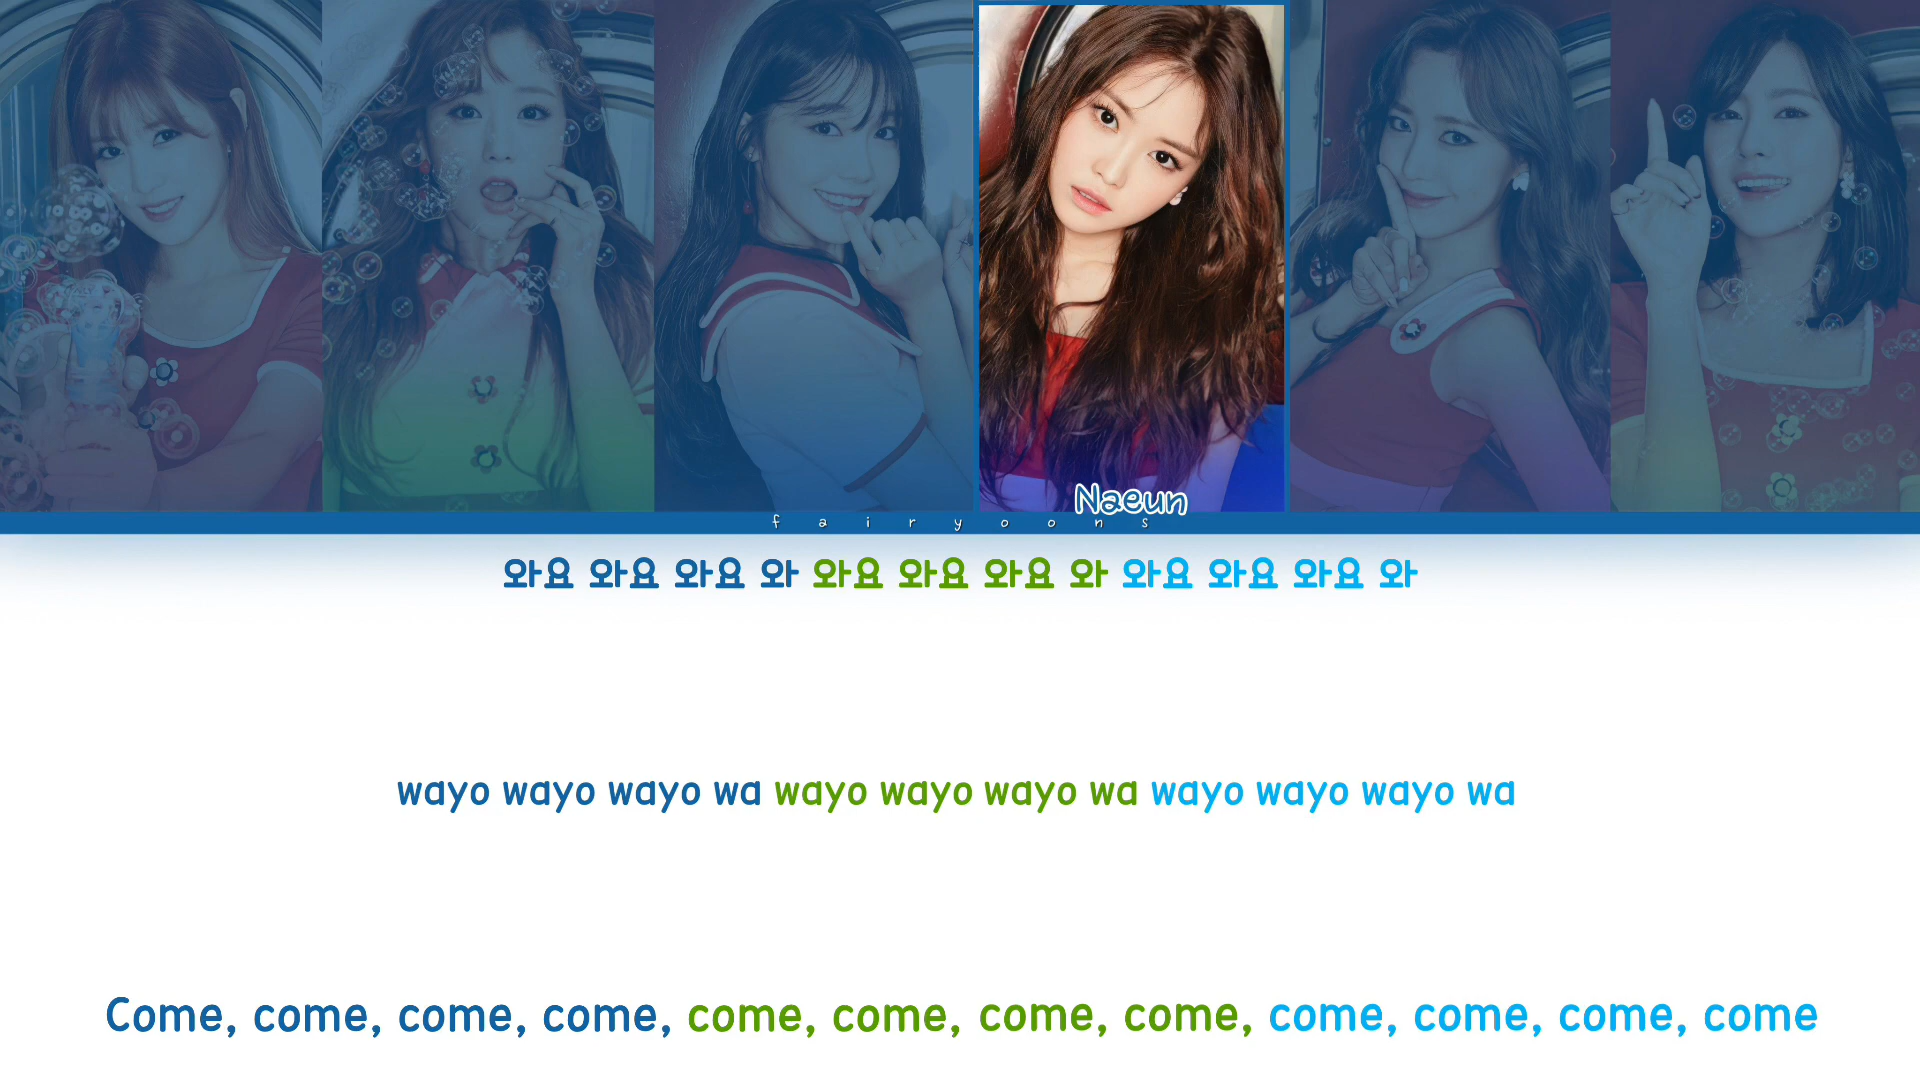 Naeun
fairyoons
와요 와요 와요 와 와요 와요 와요 와 와요 와요 와요 와
wayo wayo wayo wa wayo wayo wayo wa wayo wayo wayo wa
Come, come, come, come, come, come, come, come, come, come, come, come